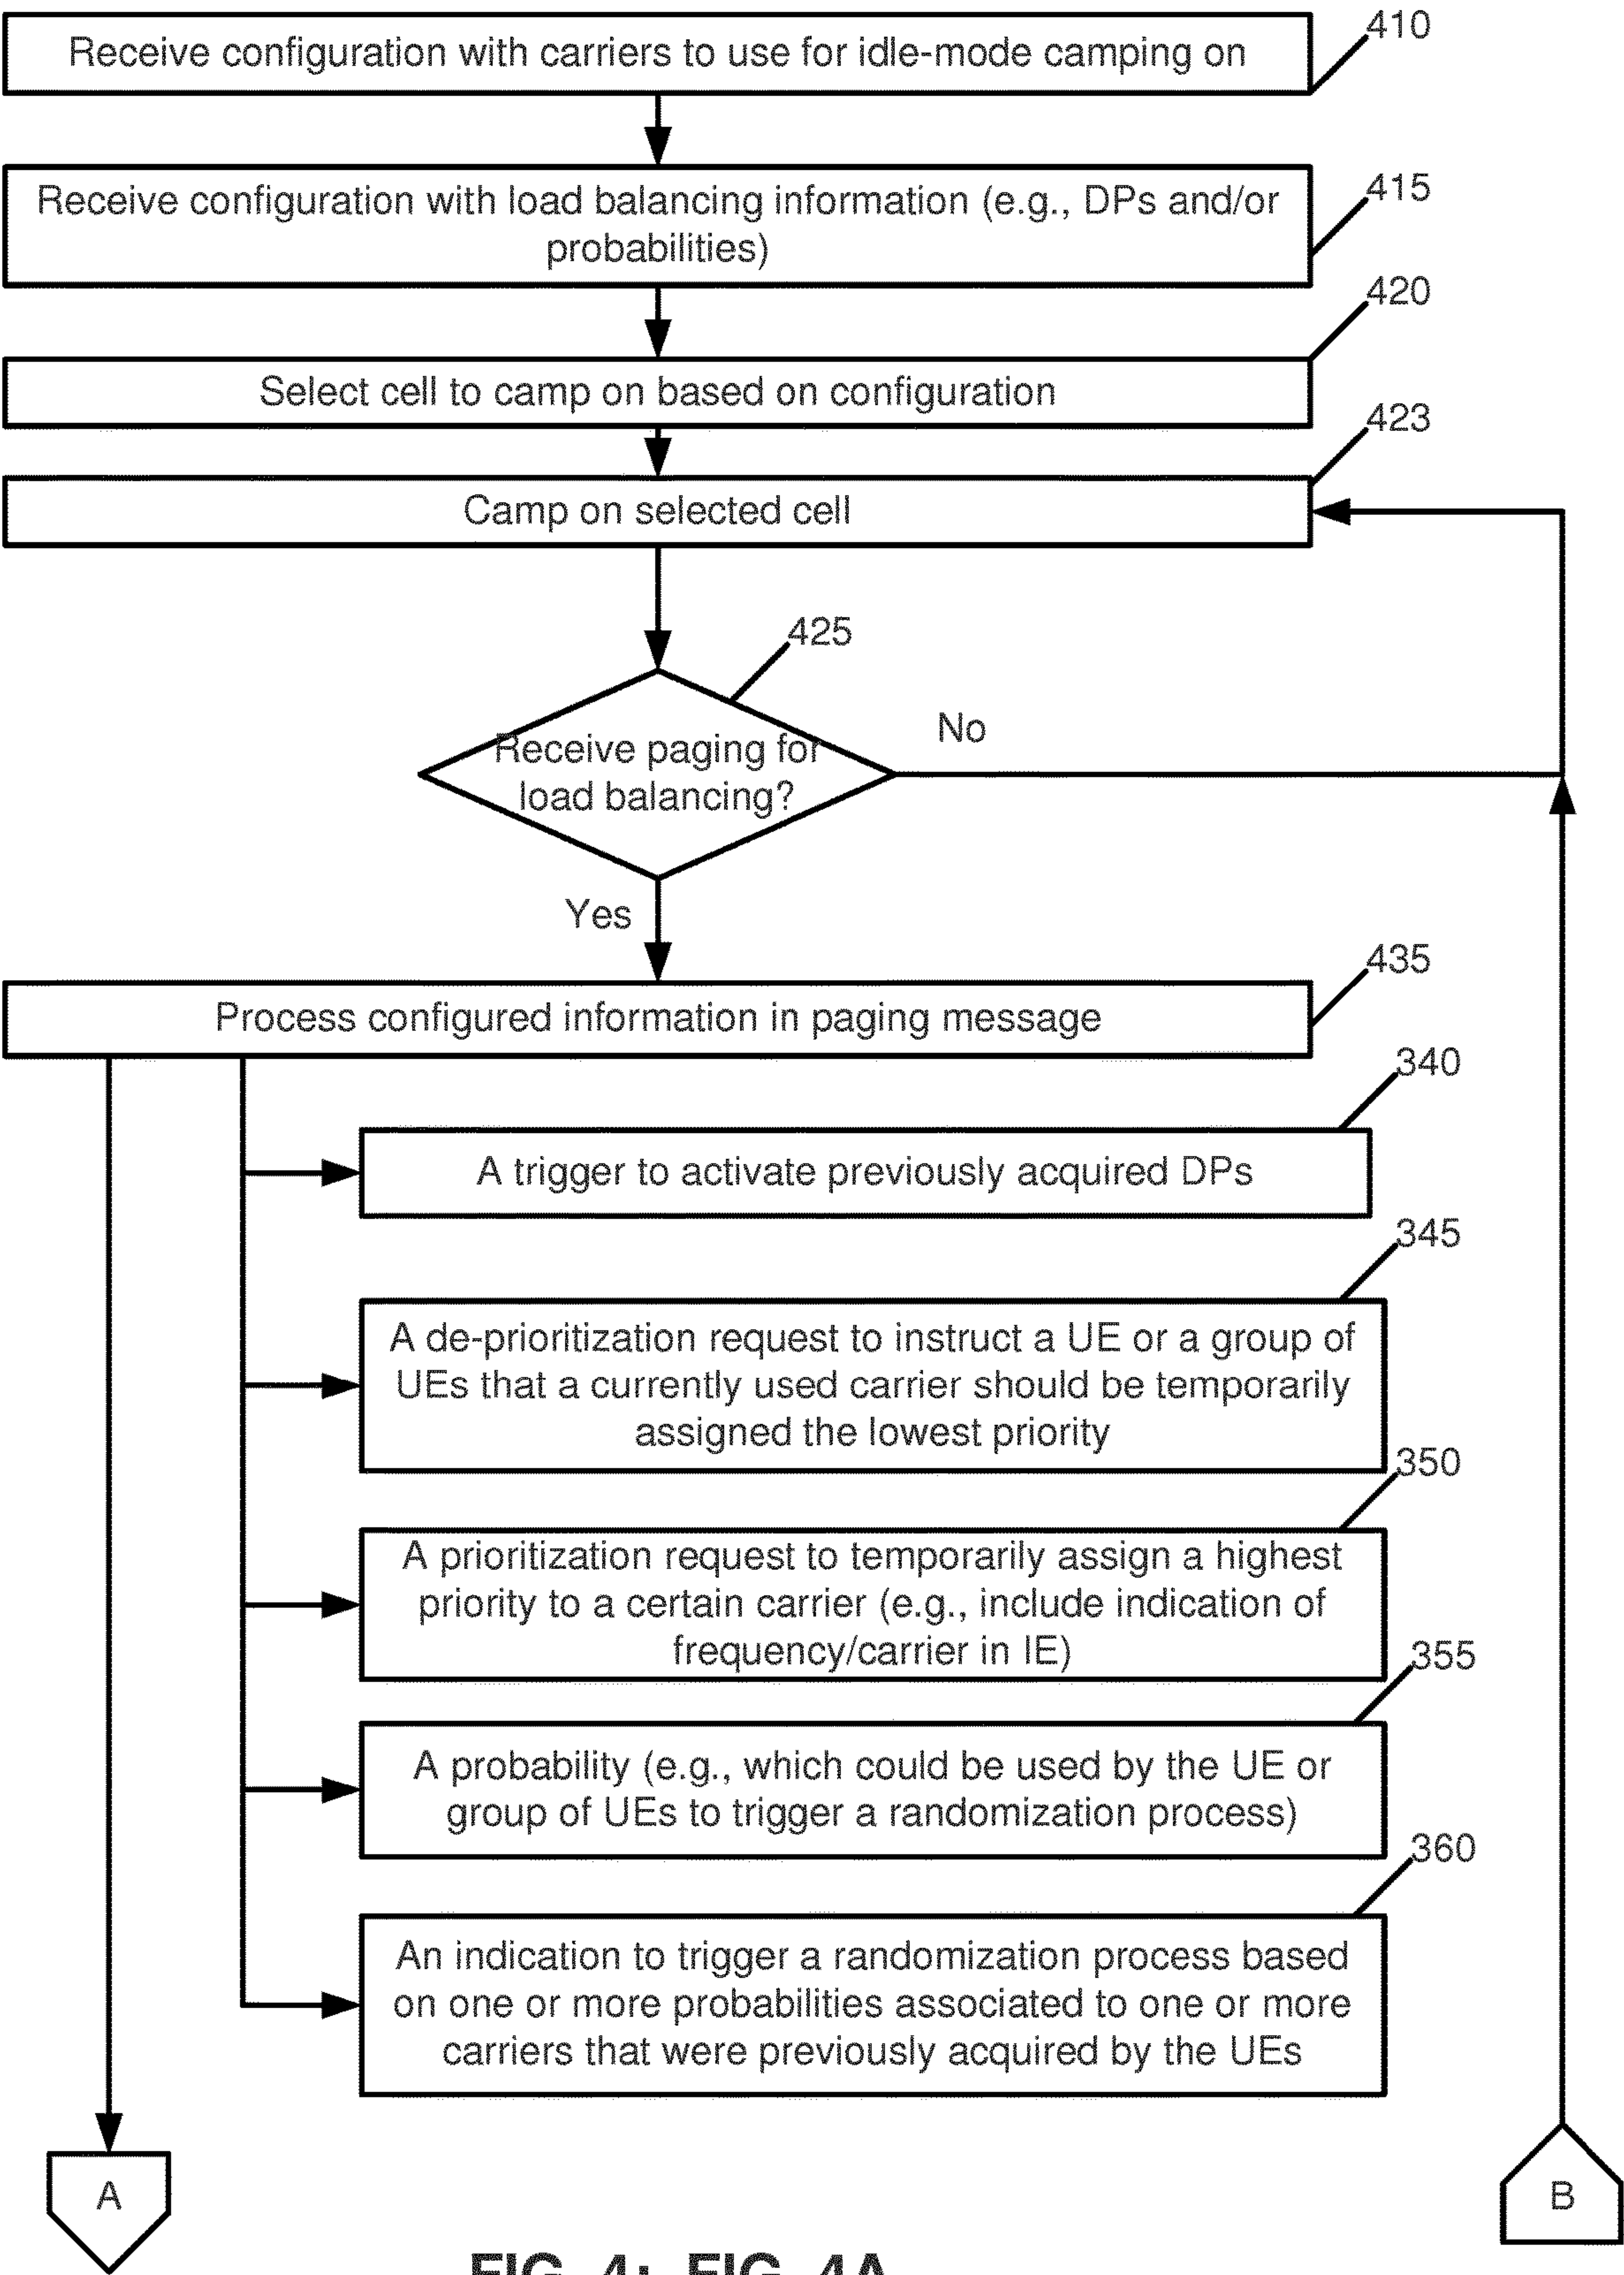 410
Receive configuration with carriers to use for idle-mode camping on
415
Receive configuration with load balancing information (e.g., DPs and/or
probabilities)
420
Select cell to camp on based on configuration
423
Camp on selected cell
425
Receive paging for
load balancing?
No
Yes
435
Process configured information in paging message
340
A trigger to activate previously acquired DPs
345
A de-prioritization request to instruct a UE or a group of
UEs that a currently used carrier should be temporarily
assigned the lowest priority
350
A prioritization request to temporarily assign a highest
priority to a certain carrier (e.g., include indication of
frequency/carrier in IE)
355
A probability (e.g., which could be used by the UE or
group of UEs to trigger a randomization process)
360
An indication to trigger a randomization process based
on one or more probabilities associated to one or more
carriers that were previously acquired by the UEs
A
B
FIG. 4: FIG. 4A